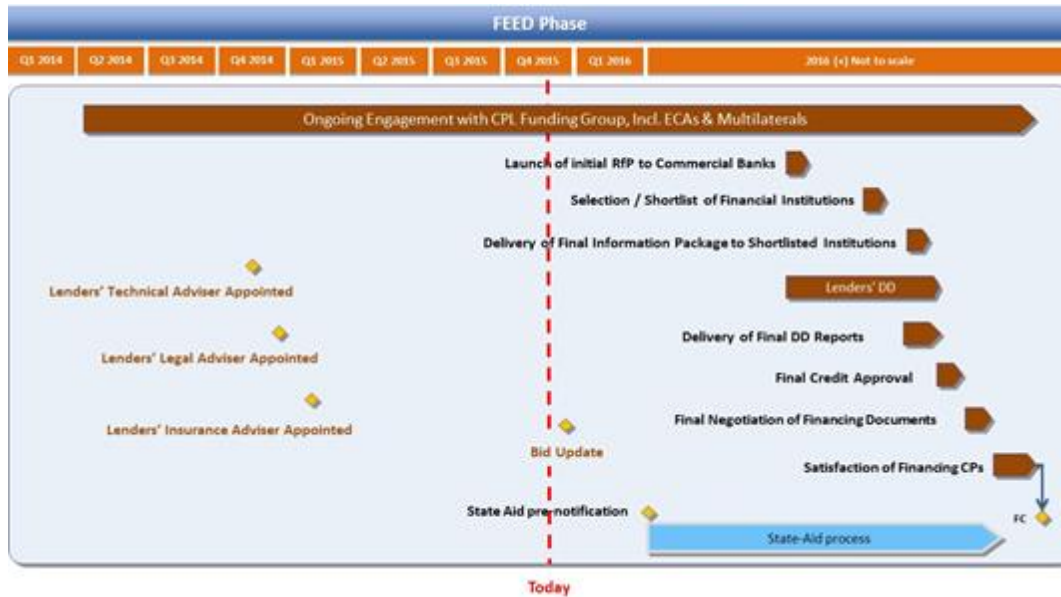 FEED Phase
Q1 2014 Q2 2014 Q3 2014 Q4 2014 Q1 2015 Q2 2015 Q3 2015 Q4 2015 Q1 2016 2016 (+) Not to scale
Ongoing Engagement with CPL Funding Group, Incl. ECAs & Multilaterals
Launch of initial RfP to Commercial Banks
Selection / Shortlist of Financial Institutions
Delivery of Final Information Package to Shortlisted Institutions
Lenders' Technical Adviser Appointed
Lenders' DD
Delivery of Final DD Reports
Lenders' Legal Adviser Appointed
Final Credit Approval
Final Negotiation of Financing Documents
Lenders' Insurance Adviser Appointed
Bid Update
Satisfaction of Financing CPs
State Aid pre-notification
FC
State-Aid process
Today